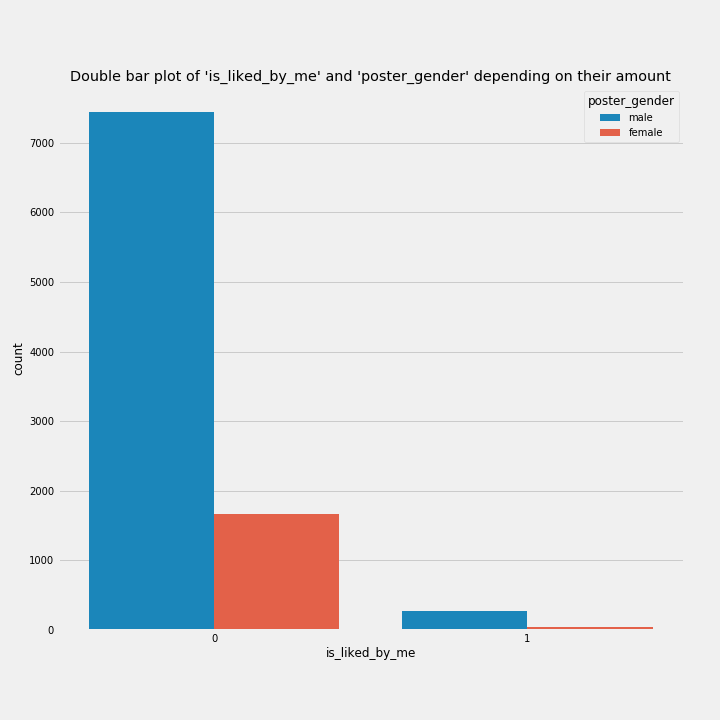 Double bar plot of 'is_liked_by_me' and 'poster_gender' depending on their amount
poster_gender
male
female
7000
6000
5000
4000
3000
2000
1000
0
count
0
1
is_liked_by_me